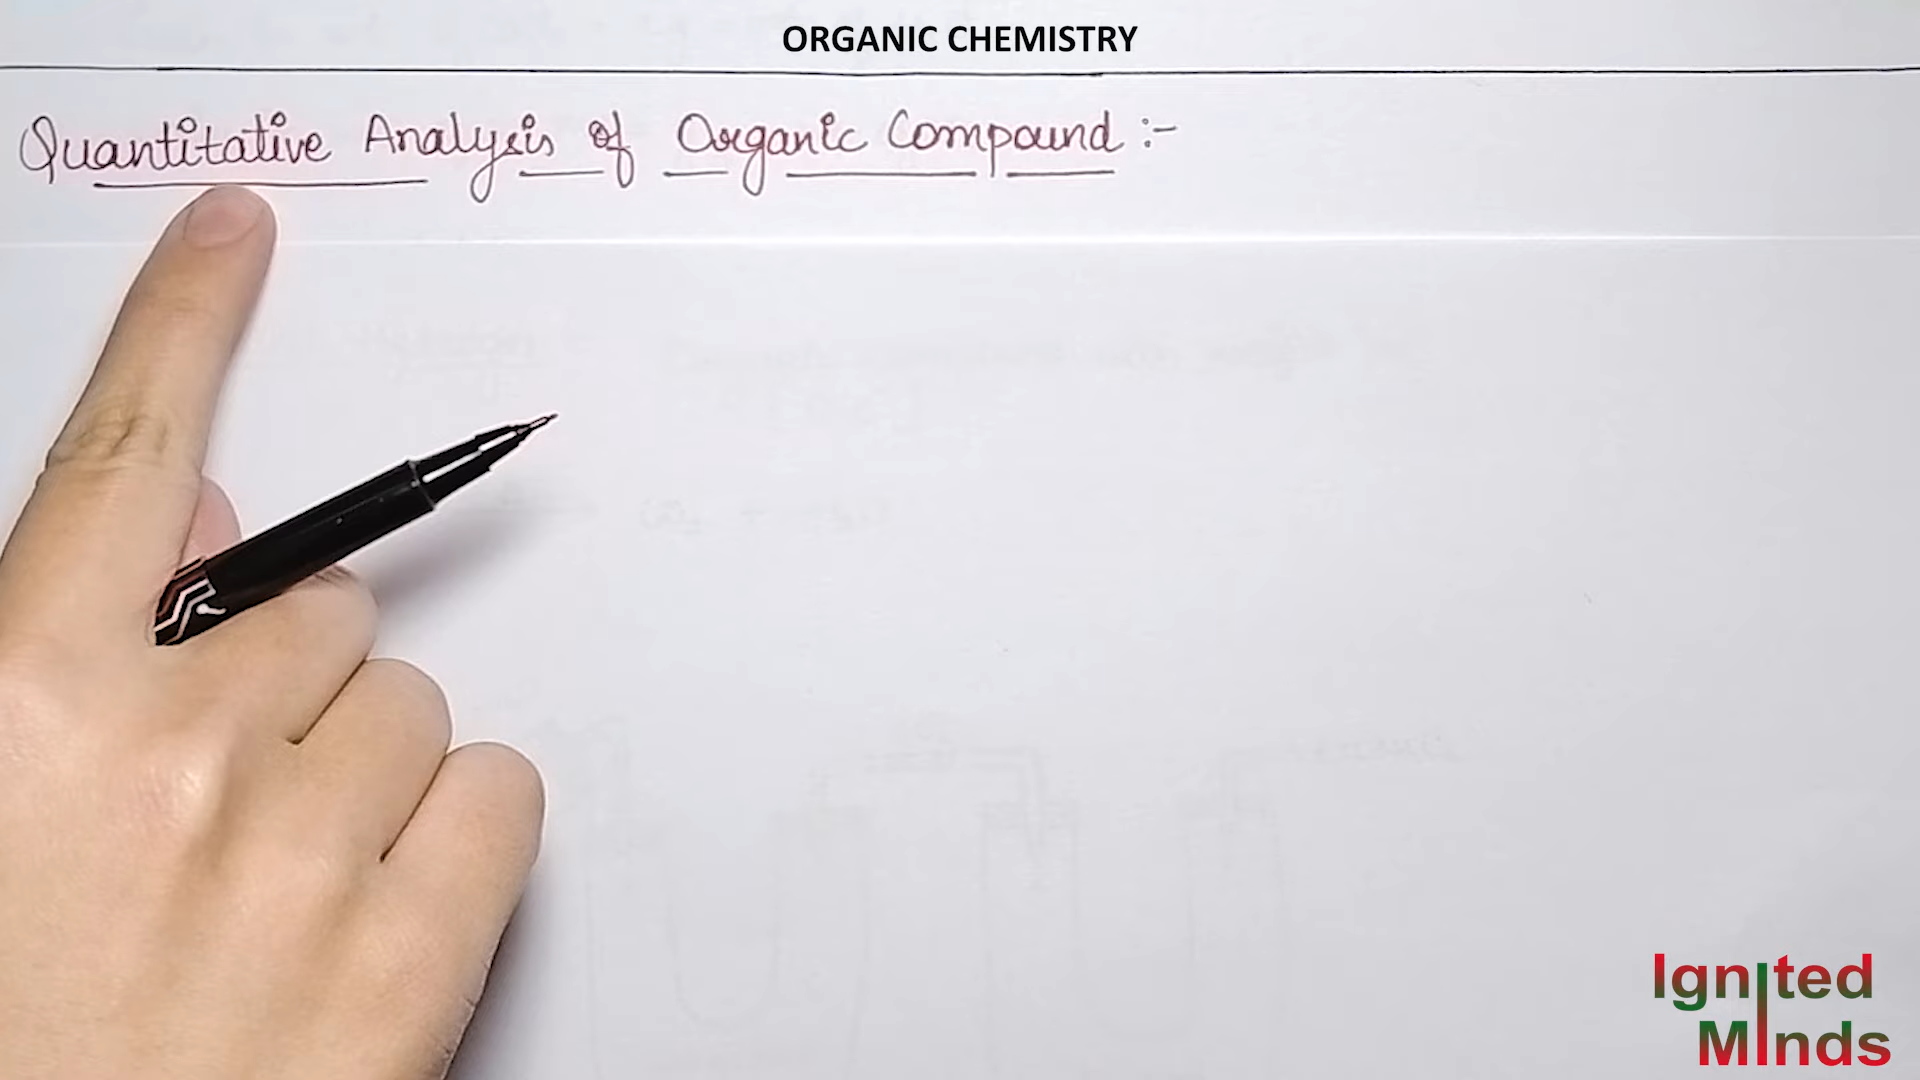 ORGANIC CHEMISTRY
Quantitative Analysis of Organic Compound :-
Ignited
Minds